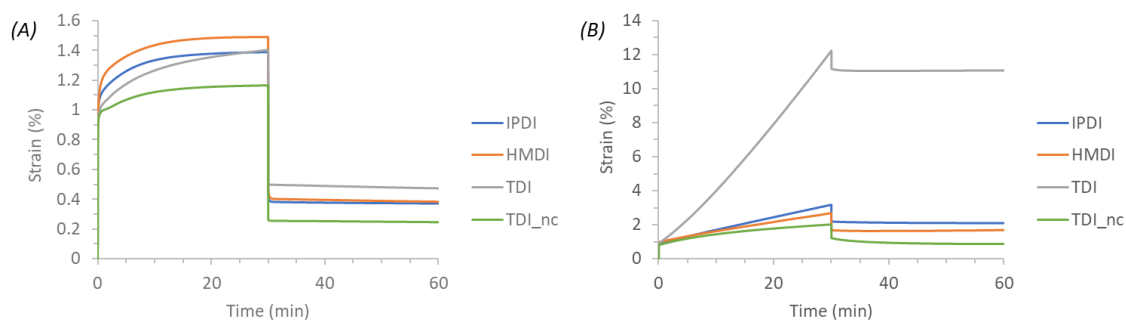 (A)
Strain (%)
1.6
1.4
1.2
1
0.8
0.6
0.4
0.2
0
0
20
40
60
Time (min)
IPDI
HMDI
TDI
TDI_nc
(B)
Strain (%)
14
12
10
8
6
4
2
0
0
20
40
60
Time (min)
IPDI
HMDI
TDI
TDI_nc